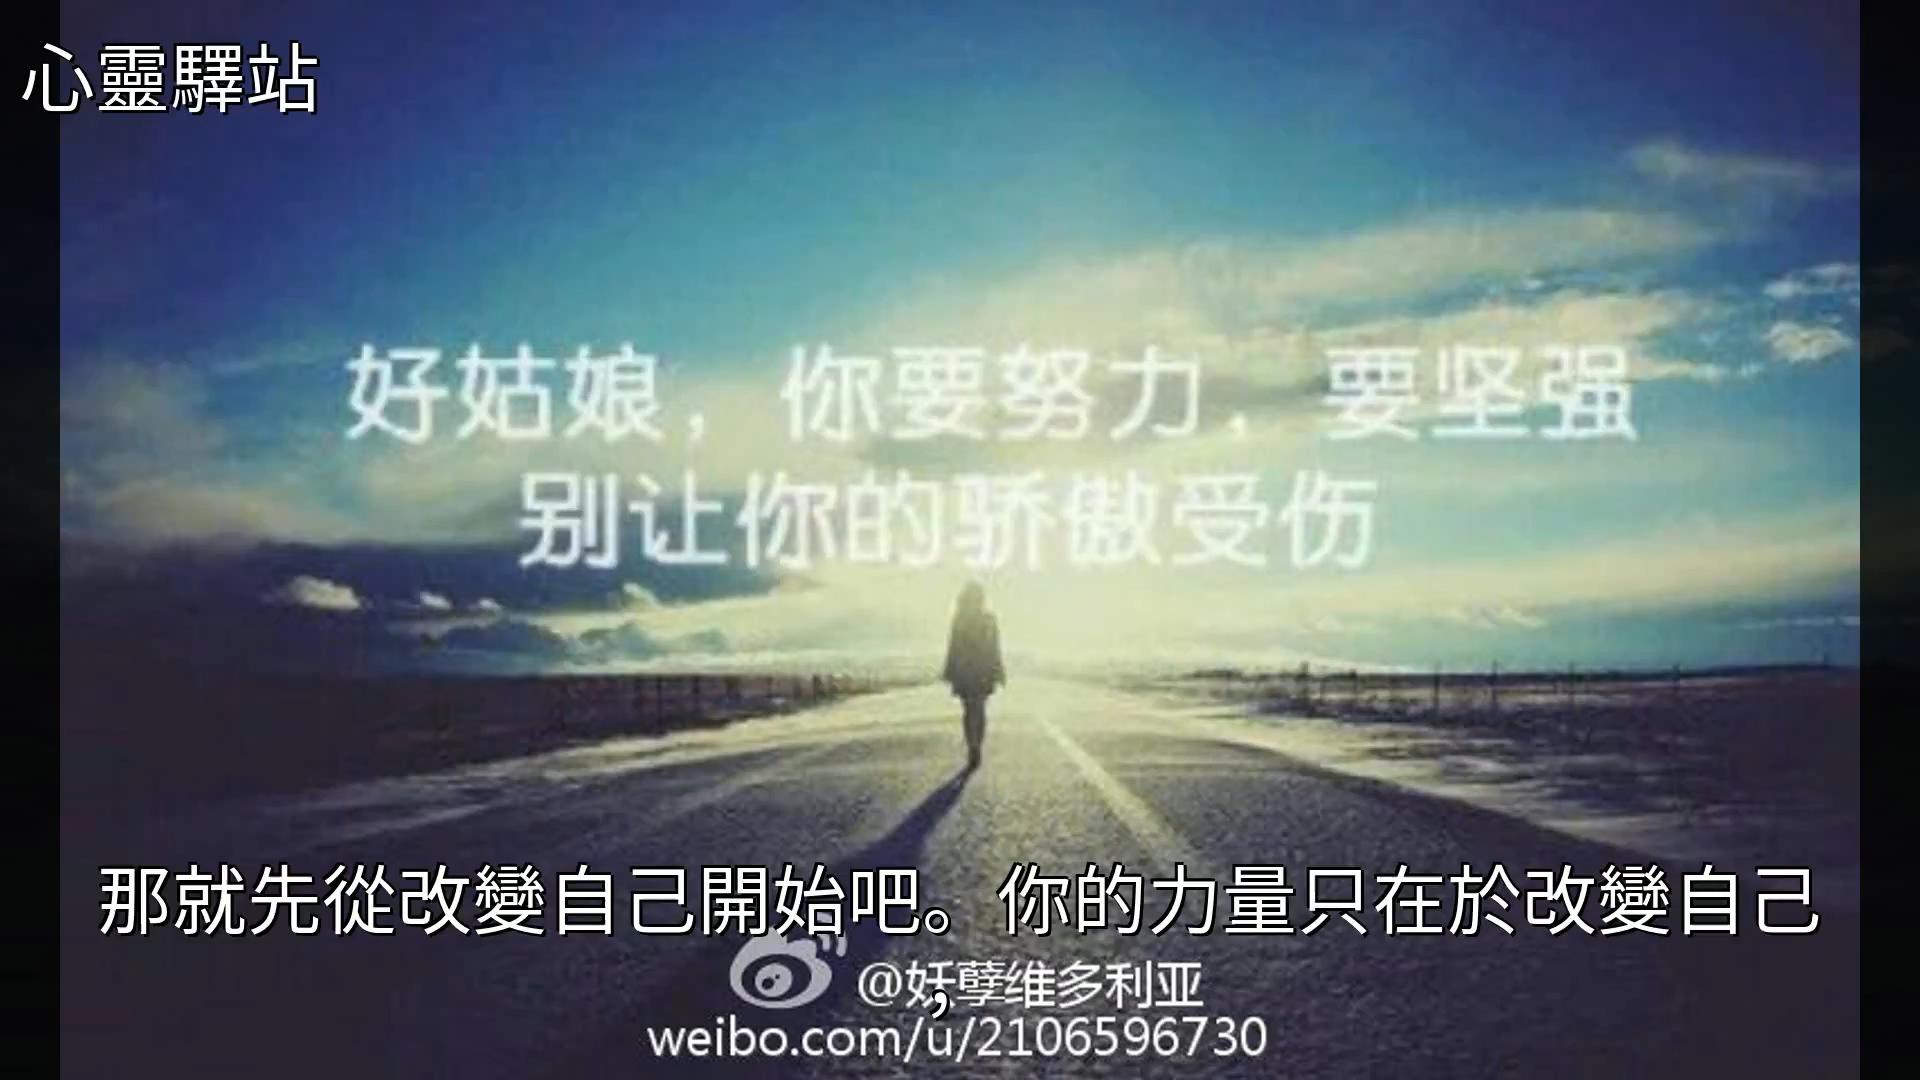 心靈驛站
好姑娘，你要努力，要坚强
别让你的骄傲受伤
那就先從改變自己開始吧。你的力量只在於改變自己
，
@妖孽维多利亚
weibo.com/u/2106596730